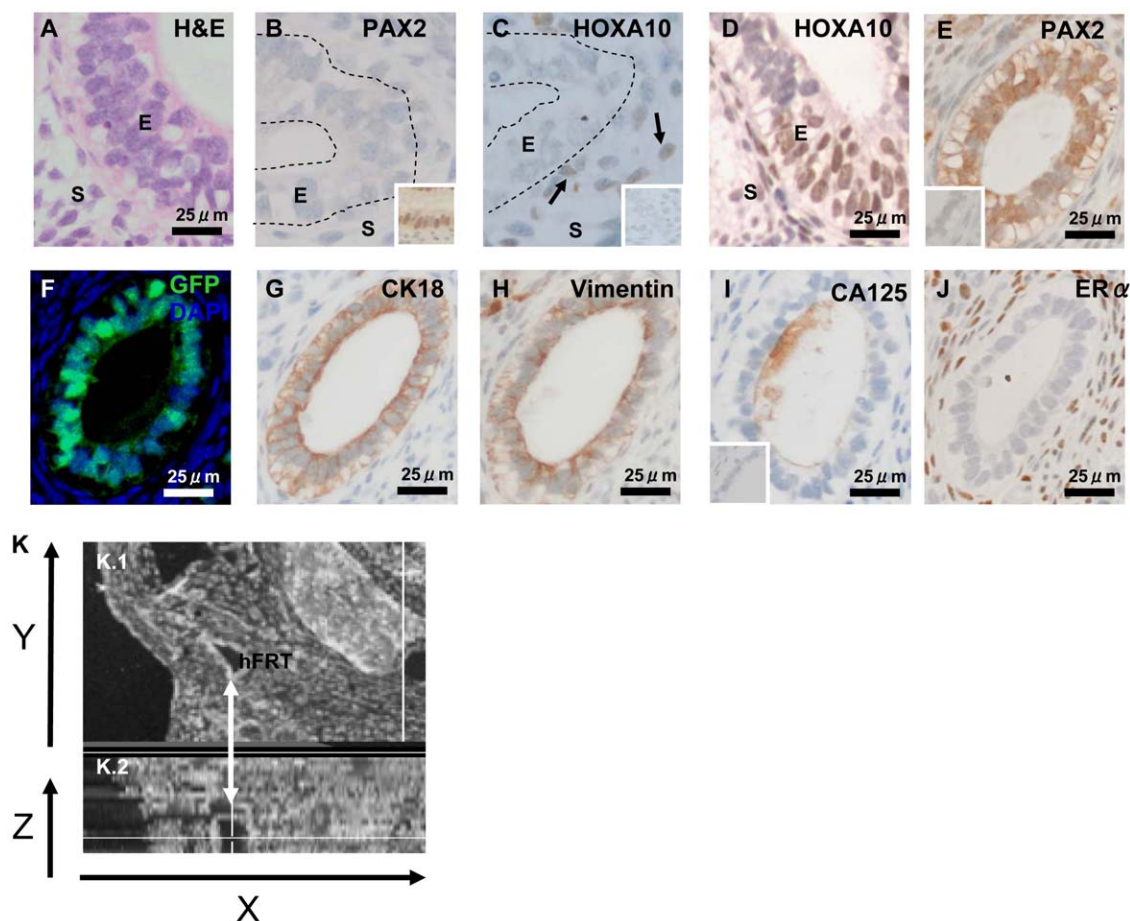 A H&E
E
S
25 μm
B PAX2
E
S
C HOXA10
E
S
D HOXA10
E
S
25 μm
E PAX2
25 μm
F GFP
DAPI
25 μm
G CK18
25 μm
H Vimentin
25 μm
I CA125
25 μm
J ERα
25 μm
K
K.1
Y
hFRT
K.2
Z
X